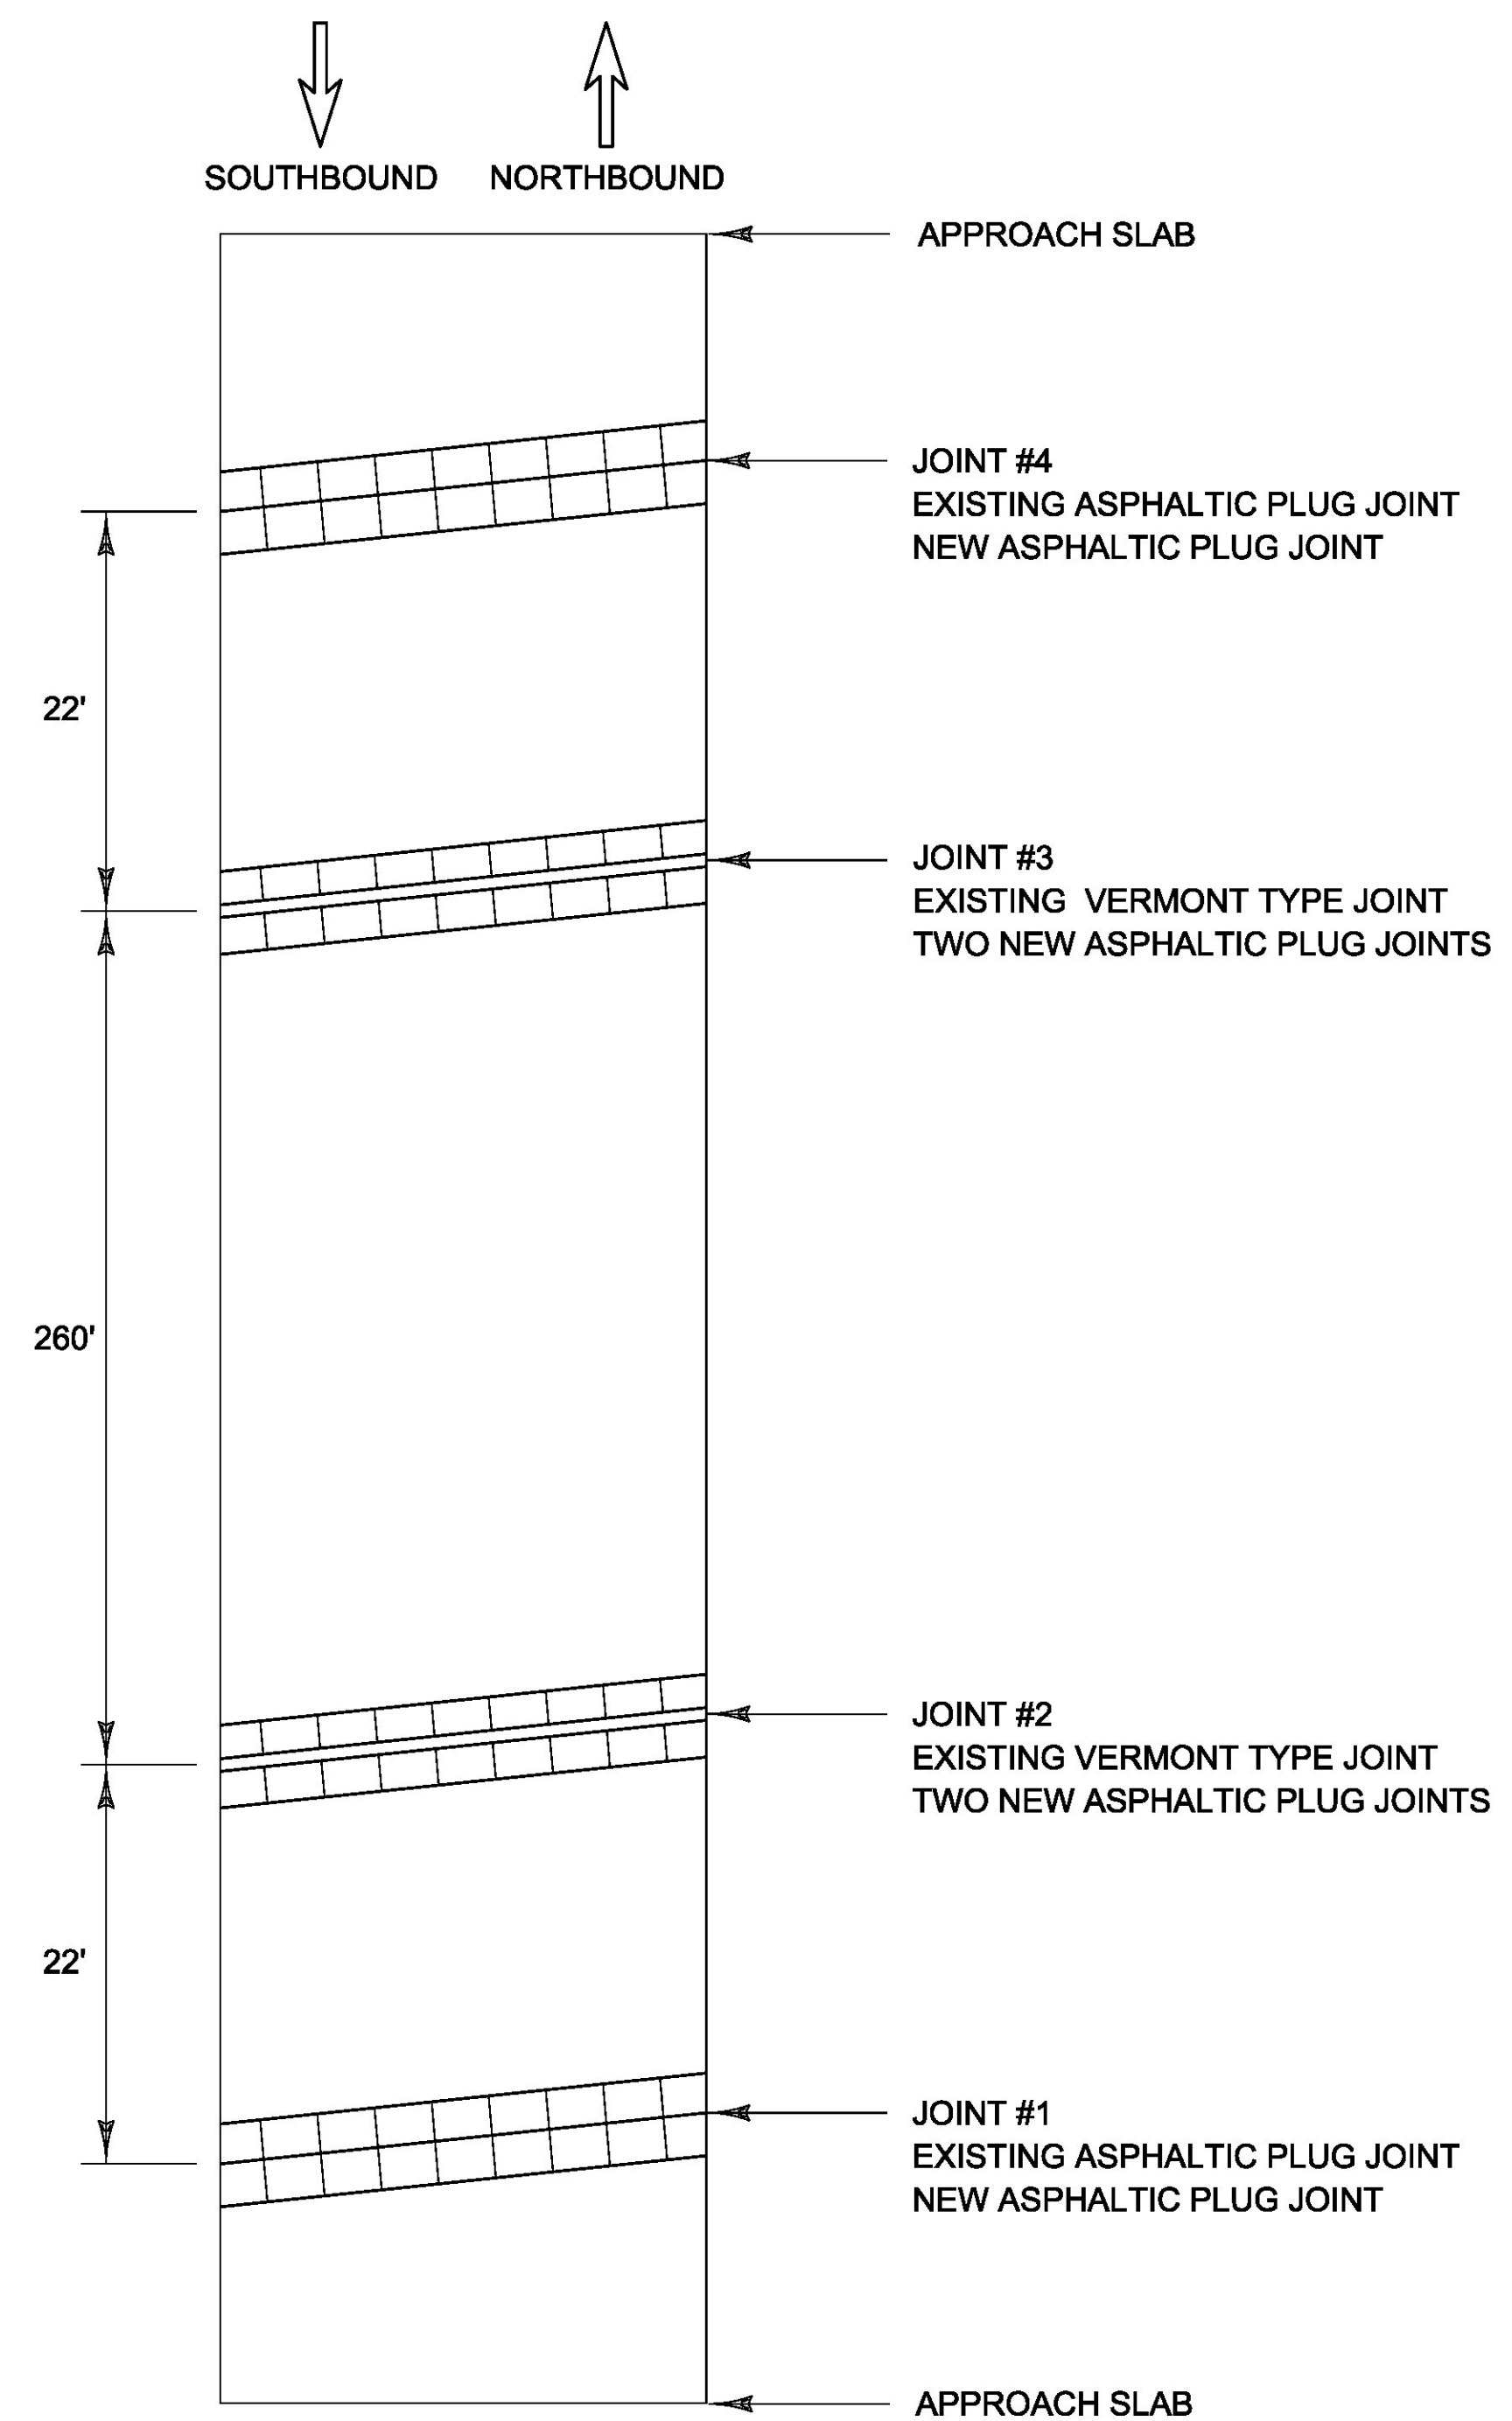 SOUTHBOUND NORTHBOUND
APPROACH SLAB
JOINT #4
EXISTING ASPHALTIC PLUG JOINT
NEW ASPHALTIC PLUG JOINT
22'
JOINT #3
EXISTING  VERMONT TYPE JOINT
TWO NEW ASPHALTIC PLUG JOINTS
260'
JOINT #2
EXISTING VERMONT TYPE JOINT
TWO NEW ASPHALTIC PLUG JOINTS
22'
JOINT #1
EXISTING ASPHALTIC PLUG JOINT
NEW ASPHALTIC PLUG JOINT
APPROACH SLAB